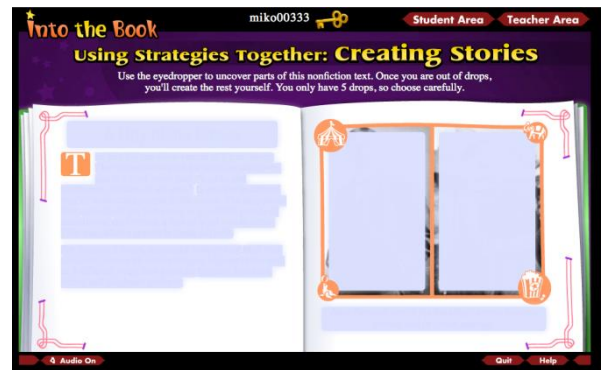 Into the Book
miko00333
Student Area
Teacher Area
Using Strategies Together: Creating Stories
Use the eyedropper to uncover parts of this nonfiction text. Once you are out of drops,
you'll create the rest yourself. You only have 5 drops, so choose carefully.
T
Audio On
Quit
Help